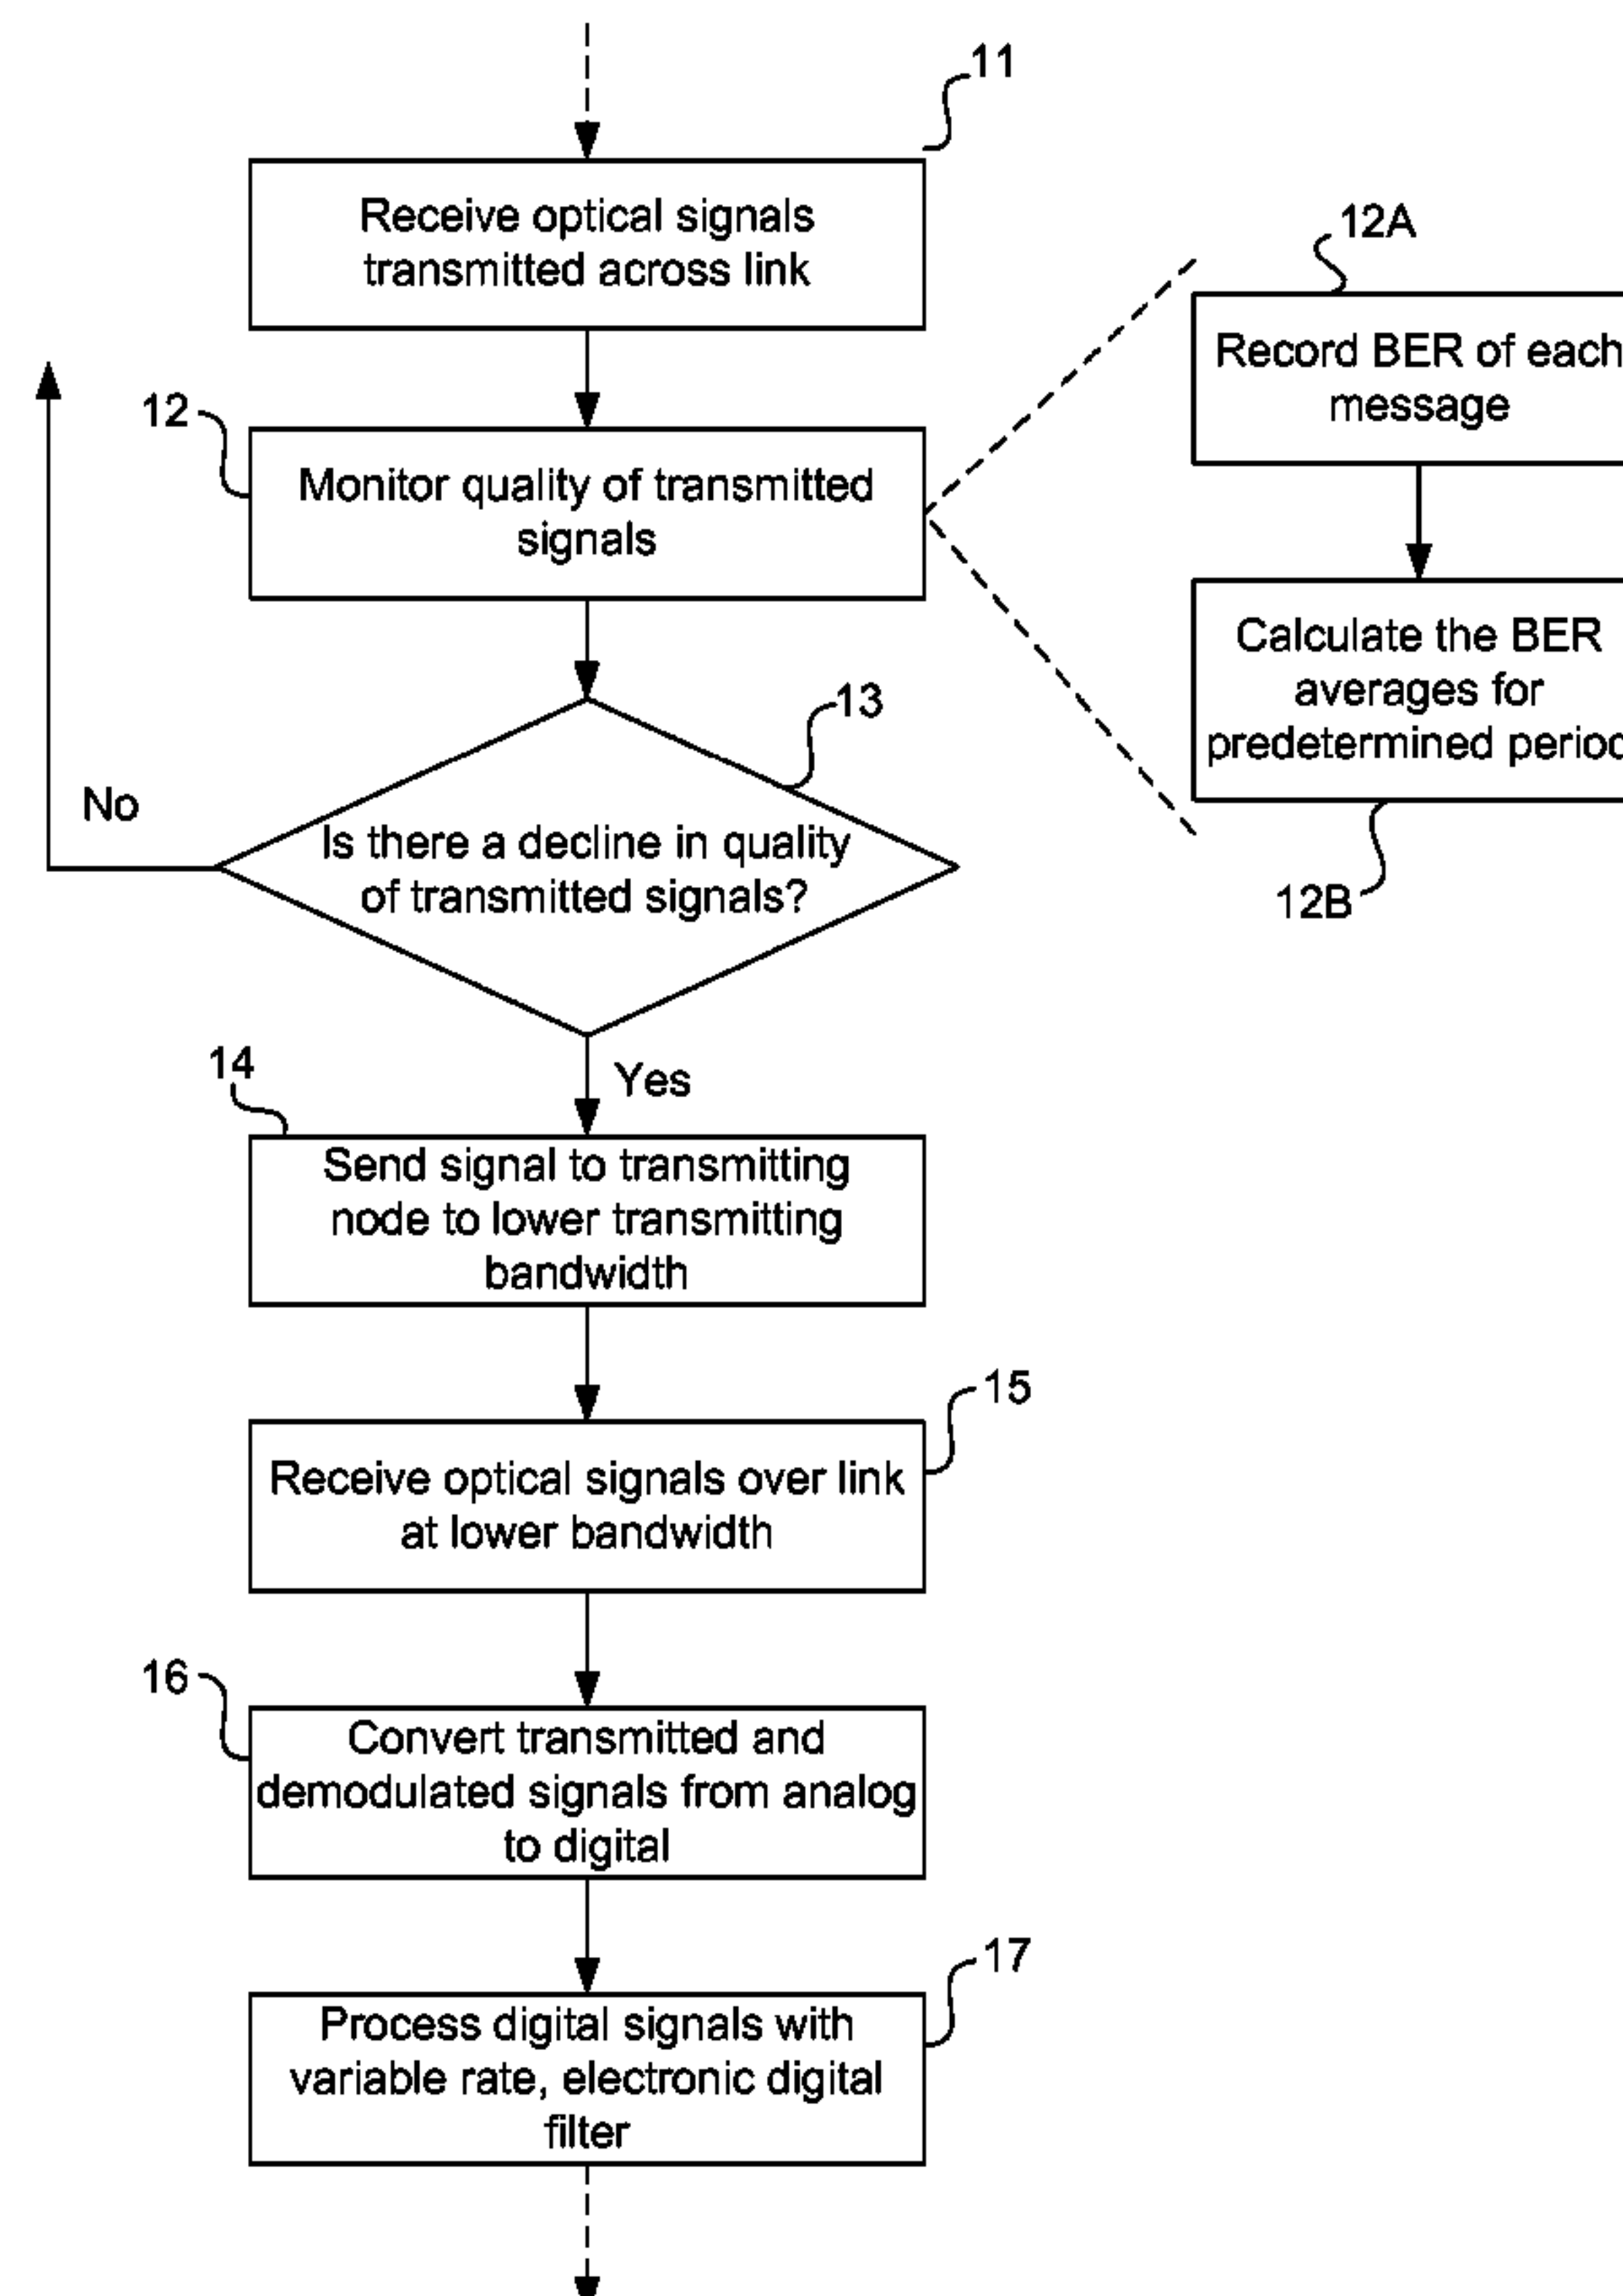 11
Receive optical signals
transmitted across link
12
Monitor quality of transmitted
signals
12A
Record BER of each
message
Calculate the BER
averages for
predetermined period
12B
13
Is there a decline in quality
of transmitted signals?
No
Yes
14
Send signal to transmitting
node to lower transmitting
bandwidth
15
Receive optical signals over link
at lower bandwidth
16
Convert transmitted and
demodulated signals from analog
to digital
17
Process digital signals with
variable rate, electronic digital
filter